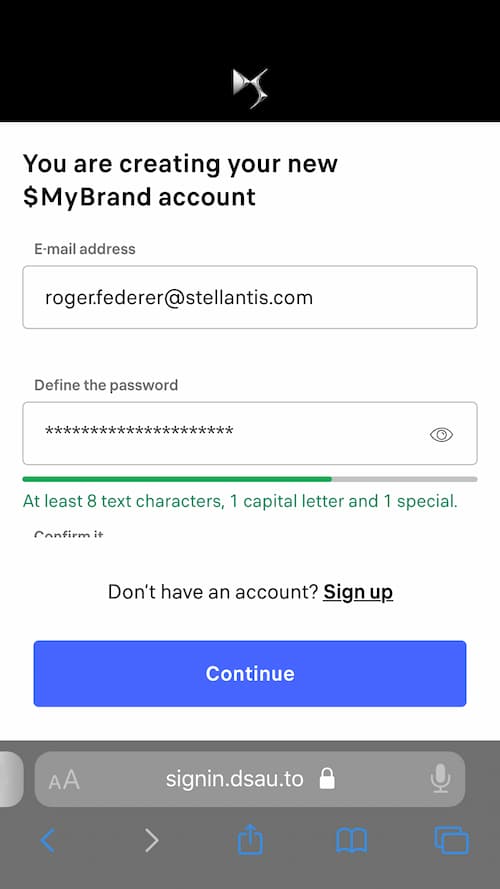 You are creating your new
$MyBrand account
E-mail address
roger.federer@stellantis.com
Define the password
*********************
At least 8 text characters, 1 capital letter and 1 special.
Confirm it
Don't have an account? Sign up
Continue
AA signin.dsau.to